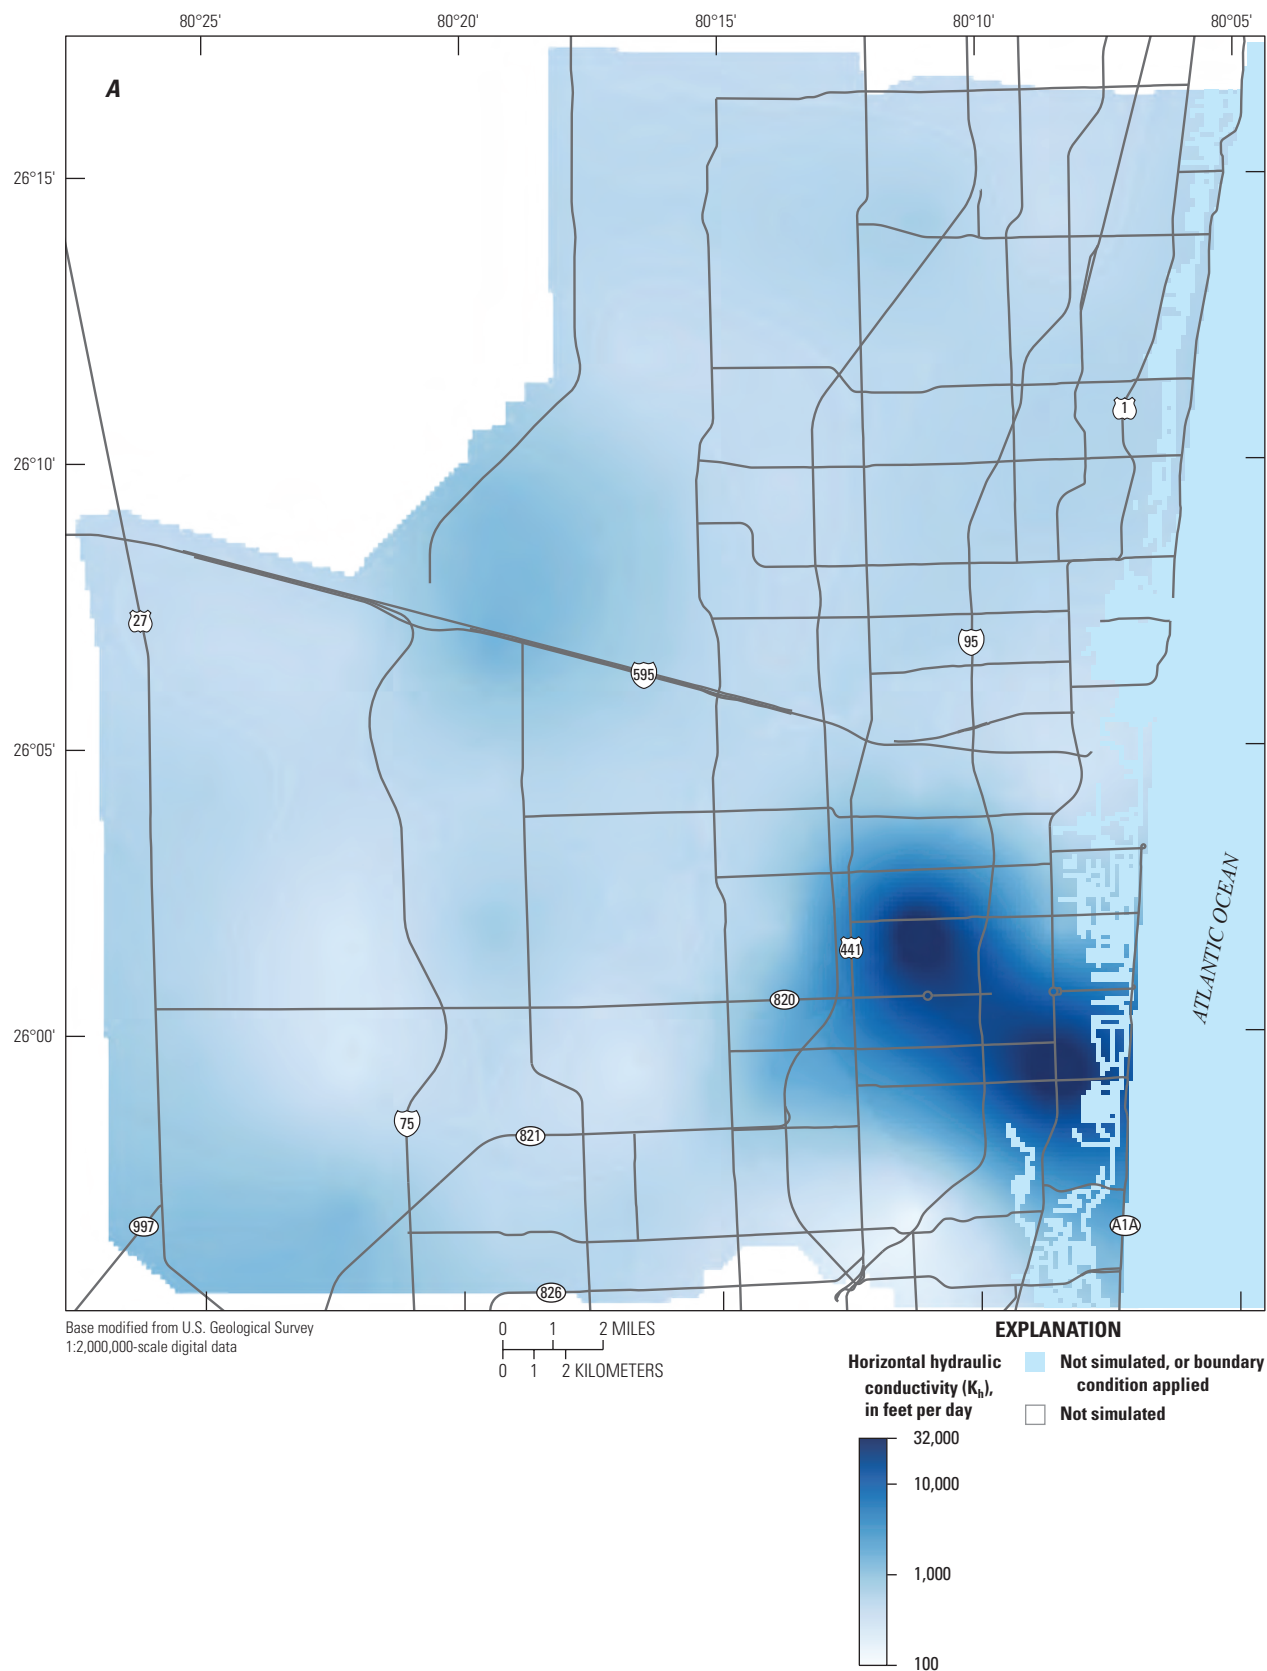 80°25'
80°20'
80°15'
80°10'
80°05'
A
26°15'
1
26°10'
27
95
595
26°05'
ATLANTIC OCEAN
441
820
26°00'
75
821
997
A1A
826
Base modified from U.S. Geological Survey
1:2,000,000-scale digital data
0 1 2 MILES
0 1 2 KILOMETERS
EXPLANATION
Horizontal hydraulic
conductivity (Kh),
in feet per day
32,000
10,000
1,000
100
Not simulated, or boundary
condition applied
Not simulated